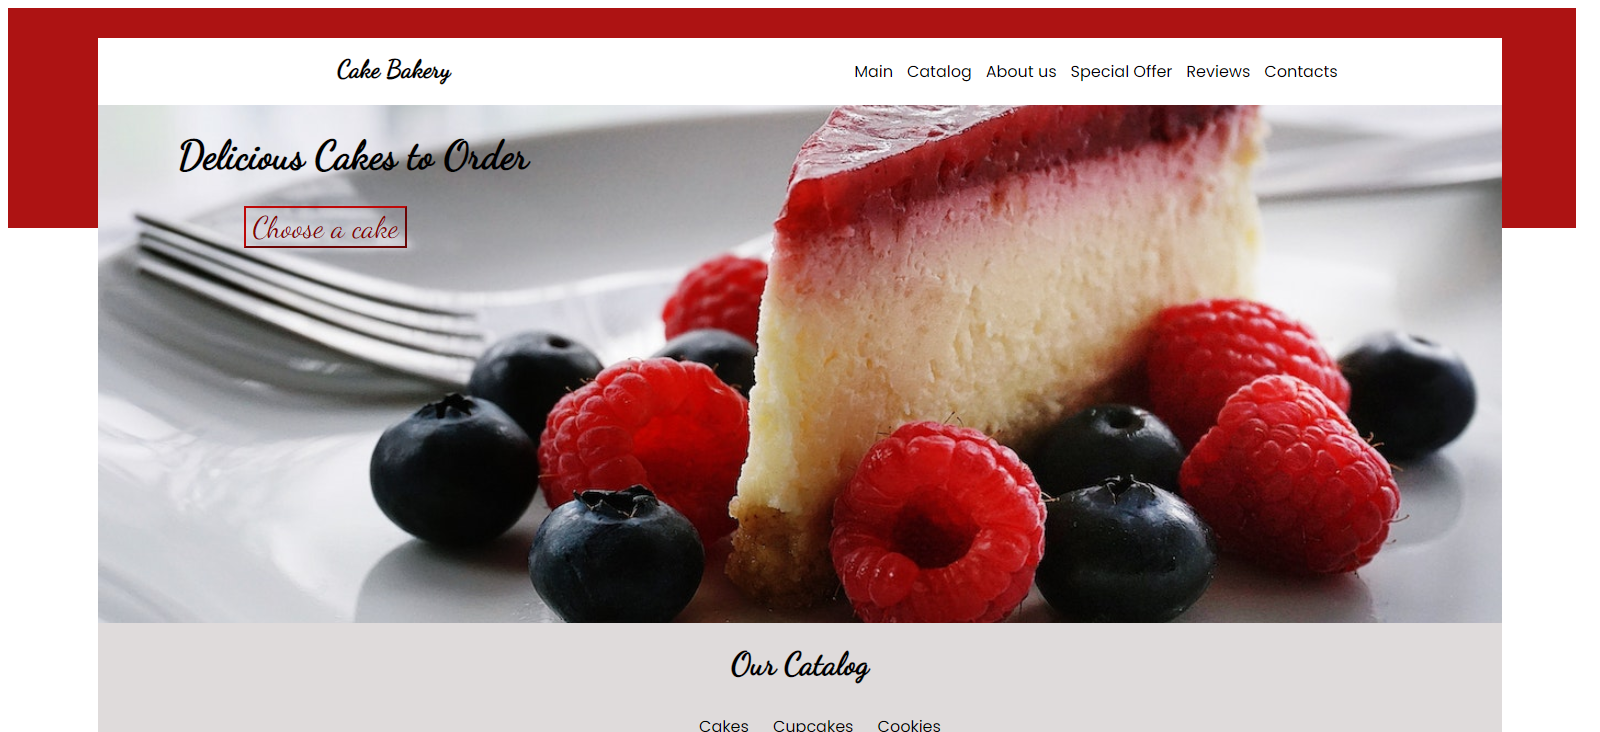 Cake Bakery
Main Catalog About us Special Offer Reviews Contacts
Delicious Cakes to Order
Choose a cake
Our Catalog
Cakes Cupcakes Cookies